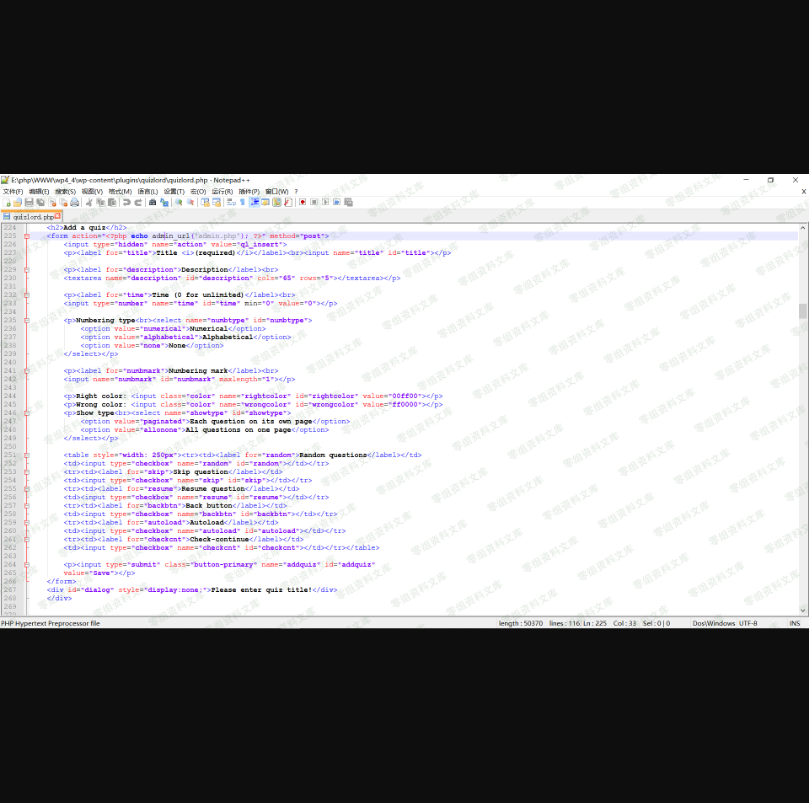 E:\php\WWW\wp4_4\wp-content\plugins\quizlord\quizlord.php - Notepad++
文件(F) 编辑(E) 搜索(S) 视图(V) 格式(M) 语言(L) 设置(T) 宏(O) 运行(R) 插件(P) 窗口(W) ?
X
quizlord.php
224 <h2>Add a quiz</h2>
225 <form action="<?php echo admin_url('admin.php'); ?>" method="post">
226 <input type="hidden" name="action" value="ql_insert">
227 <p><label for="title">Title <i>(required)</i></label><br><input name="title" id="title"></p>
228
229 <p><label for="description">Description</label><br>
230 <textarea name="description" id="description" cols="65" rows="5"></textarea></p>
231
232 <p><label for="time">Time (0 for unlimited)</label><br>
233 <input type="number" name="time" id="time" min="0" value="0"></p>
234
235 <p>Numbering type<br><select name="numbtype" id="numbtype">
236 <option value="numerical">Numerical</option>
237 <option value="alphabetical">Alphabetical</option>
238 <option value="none">None</option>
239 </select></p>
240
241 <p><label for="numbmark">Numbering mark</label><br>
242 <input name="numbmark" id="numbmark" maxlength="1"></p>
243
244 <p>Right color: <input class="color" name="rightcolor" id="rightcolor" value="00ff00"></p>
245 <p>Wrong color: <input class="color" name="wrongcolor" id="wrongcolor" value="ff0000"></p>
246 <p>Show type<br><select name="showtype" id="showtype">
247 <option value="paginated">Each question on its own page</option>
248 <option value="allonone">All questions on one page</option>
249 </select></p>
250
251 <table style="width: 250px"><tr><td><label for="random">Random questions</label></td>
252 <td><input type="checkbox" name="random" id="random"></td></tr>
253 <tr><td><label for="skip">Skip question</label></td>
254 <td><input type="checkbox" name="skip" id="skip"></td></tr>
255 <tr><td><label for="resume">Resume question</label></td>
256 <td><input type="checkbox" name="resume" id="resume"></td></tr>
257 <tr><td><label for="backbtn">Back button</label></td>
258 <td><input type="checkbox" name="backbtn" id="backbtn"></td></tr>
259 <tr><td><label for="autoload">Autoload</label></td>
260 <td><input type="checkbox" name="autoload" id="autoload"></td></tr>
261 <tr><td><label for="checkcnt">Check-continue</label></td>
262 <td><input type="checkbox" name="checkcnt" id="checkcnt"></td></tr></table>
263
264 <p><input type="submit" class="button-primary" name="addquiz" id="addquiz"
265 value="Save"></p>
266 </form>
267 <div id="dialog" style="display:none;">Please enter quiz title!</div>
268 </div>
269
PHP Hypertext Preprocessor file length : 50370 lines : 116 Ln : 225 Col : 33 Sel : 0 | 0 Dos\Windows UTF-8 INS
零组资料文库